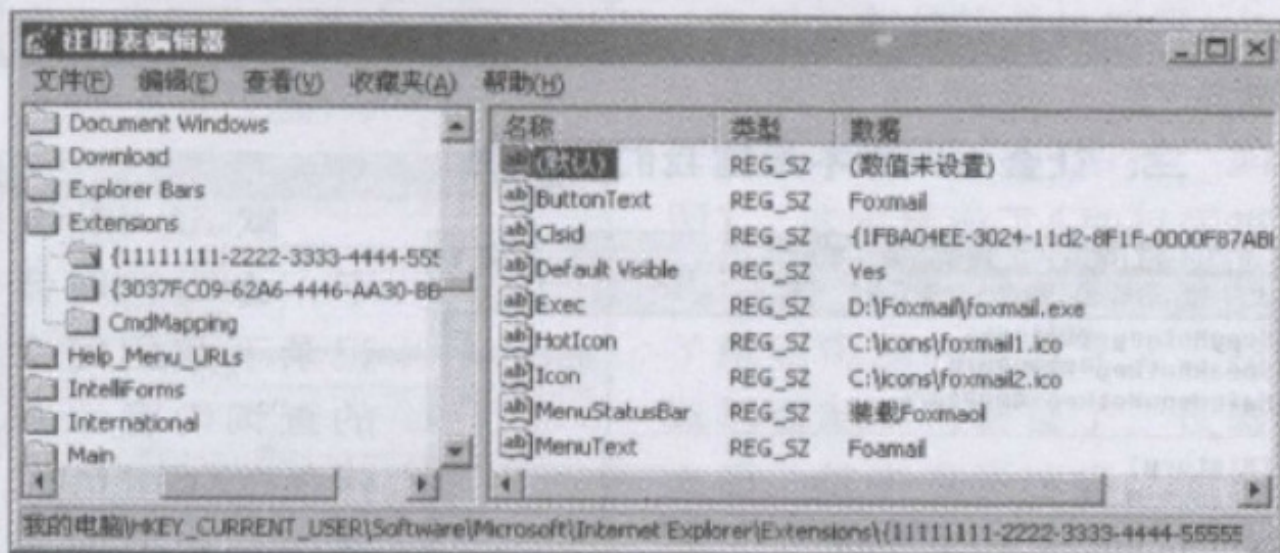 注册表编辑器
文件(F) 编辑(E) 查看(V) 收藏夹(A) 帮助(H)
Document Windows
Download
Explorer Bars
Extensions
{11111111-2222-3333-4444-555
{3037FC09-62A6-4446-AA30-BB
CmdMapping
Help_Menu_URLs
IntelliForms
International
Main
名称 类型 数据
(默认) REG_SZ (数值未设置)
ButtonText REG_SZ Foxmail
Clsid REG_SZ {1FBA04EE-3024-11d2-8F1F-0000F87ABI
Default Visible REG_SZ Yes
Exec REG_SZ D:\Foxmail\foxmail.exe
HotIcon REG_SZ C:\icons\foxmail1.ico
Icon REG_SZ C:\icons\foxmail2.ico
MenuStatusBar REG_SZ 装载Foxmaol
MenuText REG_SZ Foamail
我的电脑\HKEY_CURRENT_USER\Software\Microsoft\Internet Explorer\Extensions\{11111111-2222-3333-4444-55555